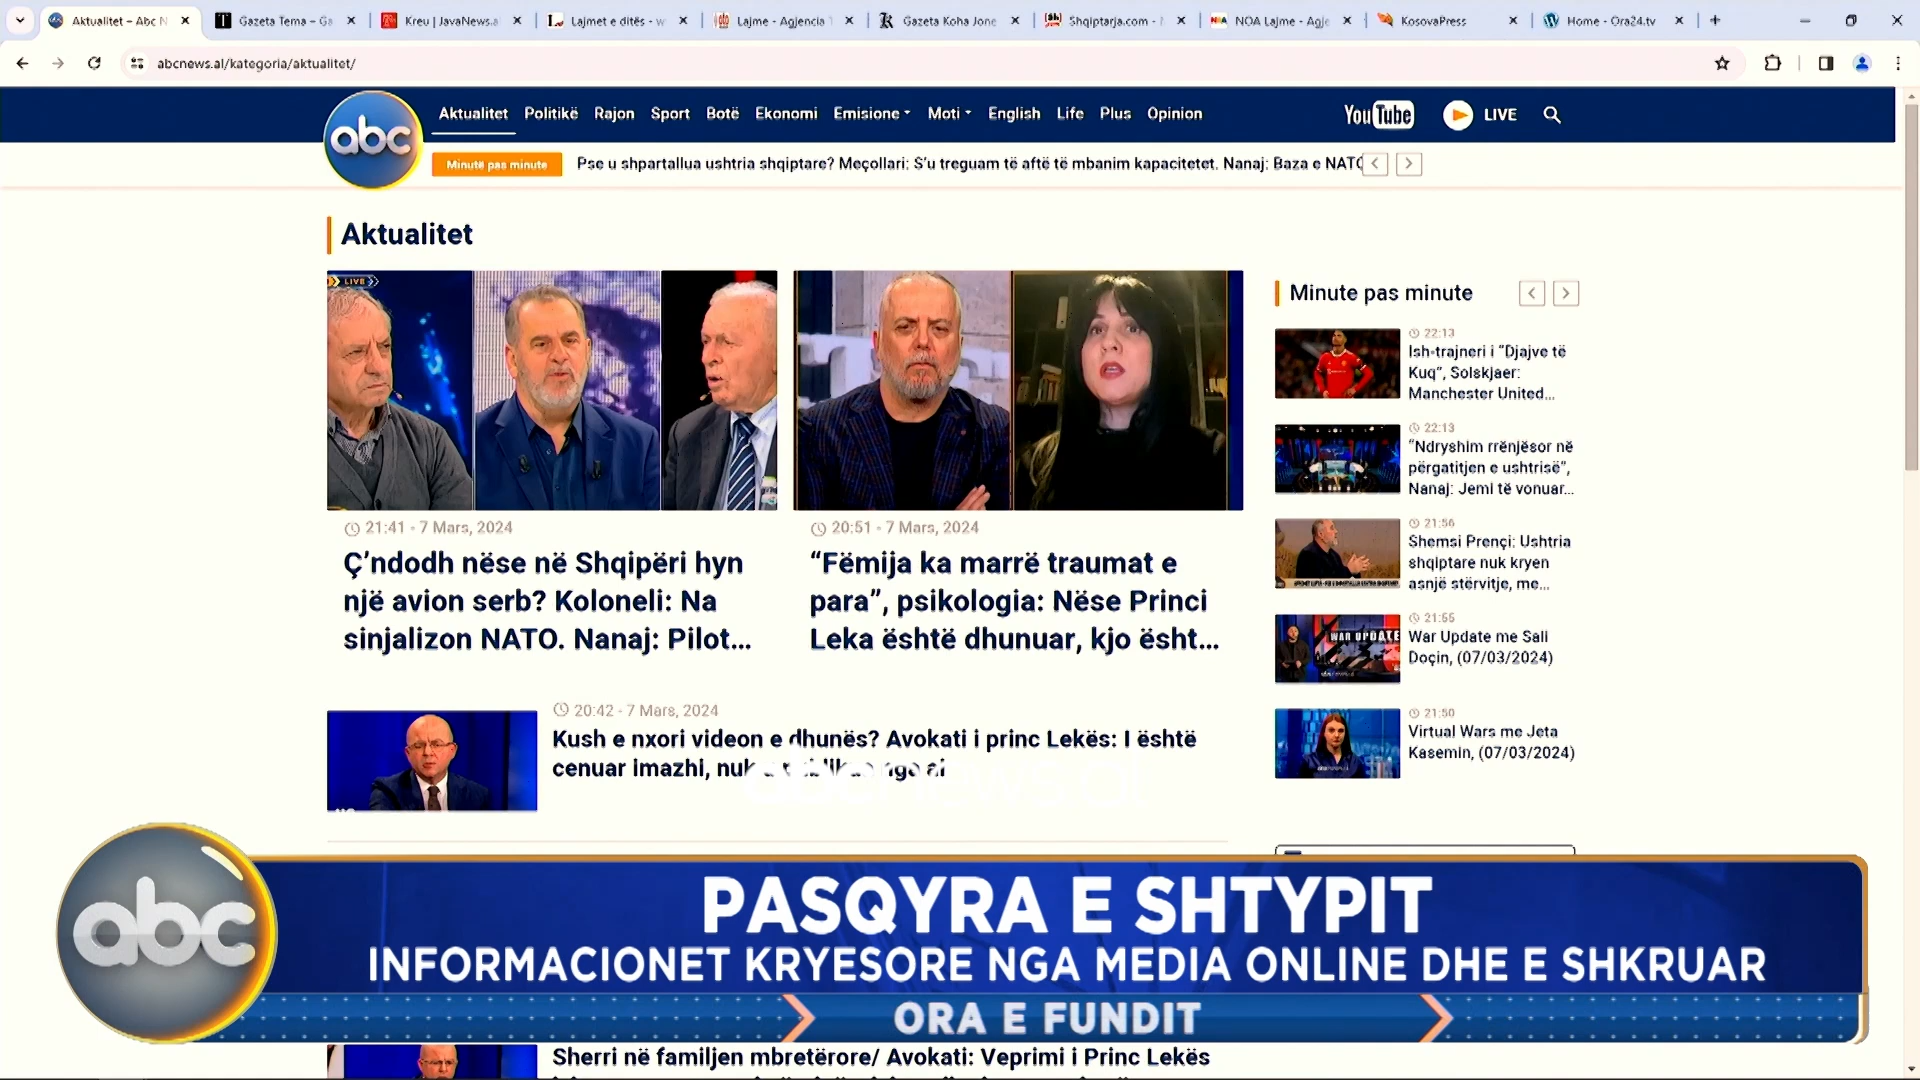 Aktualitet – Abc N
Gazeta Tema – Ga
Kreu | JavaNews.a
Lajmet e ditës - w
Lajme - Agjencia T
Gazeta Koha Jone
Shqiptarja.com -
NOA Lajme - Agje
KosovaPress
Home - Ora24.tv
abcnews.al/kategoria/aktualitet/
abc
Aktualitet Politikë Rajon Sport Botë Ekonomi Emisione Moti English Life Plus Opinion
YouTube
LIVE
Minutë pas minute
Pse u shpartallua ushtria shqiptare? Meçollari: S’u treguam të aftë të mbanim kapacitetet. Nanaj: Baza e NATO
Aktualitet
LIVE
21:41 - 7 Mars, 2024
Ç’ndodh nëse në Shqipëri hyn
një avion serb? Koloneli: Na
sinjalizon NATO. Nanaj: Pilot...
20:51 - 7 Mars, 2024
“Fëmija ka marrë traumat e
para”, psikologia: Nëse Princi
Leka është dhunuar, kjo ësht...
20:42 - 7 Mars, 2024
Kush e nxori videon e dhunës? Avokati i princ Lekës: I është
cenuar imazhi, nuk nga ai
Minute pas minute
22:13
Ish-trajneri i “Djajve të
Kuq”, Solskjaer:
Manchester United...
22:13
“Ndryshim rrënjësor në
përgatitjen e ushtrisë”,
Nanaj: Jemi të vonuar...
21:56
Shemsi Prençi: Ushtria
shqiptare nuk kryen
asnjë stërvitje, me...
WAR UPDATE
21:55
War Update me Sali
Doçin, (07/03/2024)
21:50
Virtual Wars me Jeta
Kasemin, (07/03/2024)
abc
PASQYRA E SHTYPIT
INFORMACIONET KRYESORE NGA MEDIA ONLINE DHE E SHKRUAR
ORA E FUNDIT
Sherri në familjen mbretërore/ Avokati: Veprimi i Princ Lekës